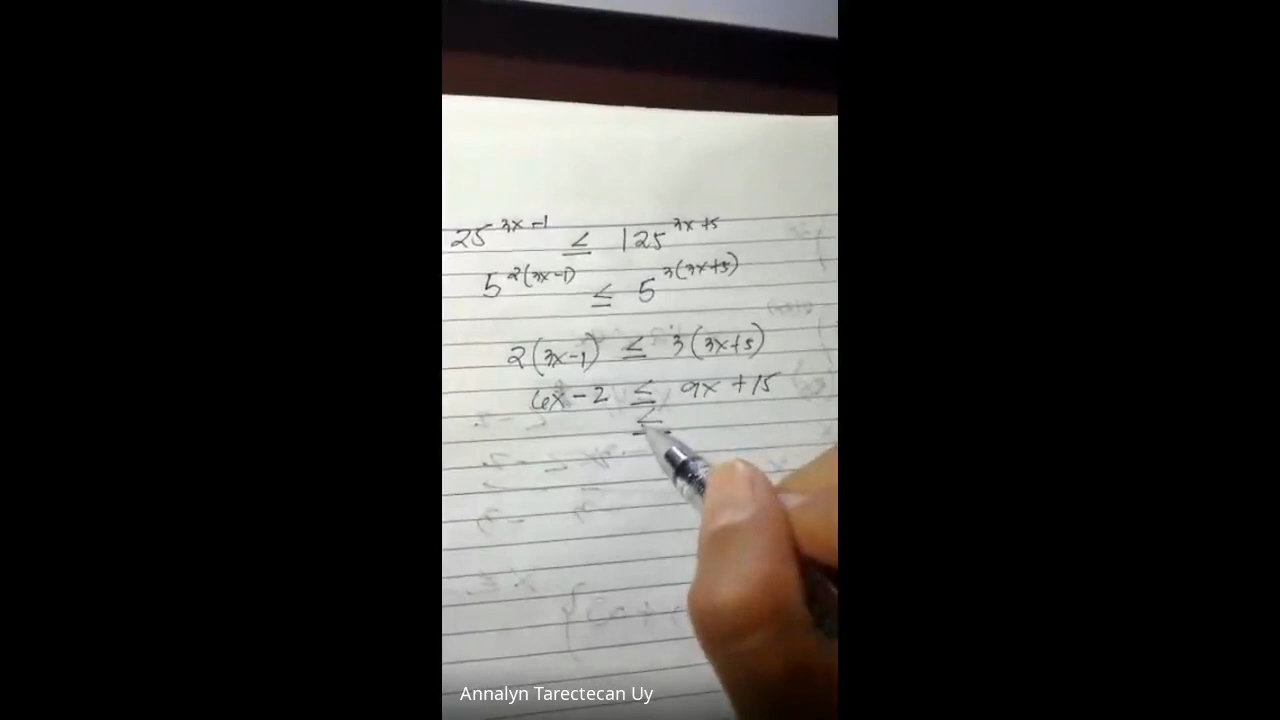 25^3x-1 ≤ 125^3x+5
5^2(3x-1) ≤ 5^3(3x+5)
2(3x-1) ≤ 3(3x+5)
6x-2 ≤ 9x+15
≤
Annalyn Tarectecan Uy